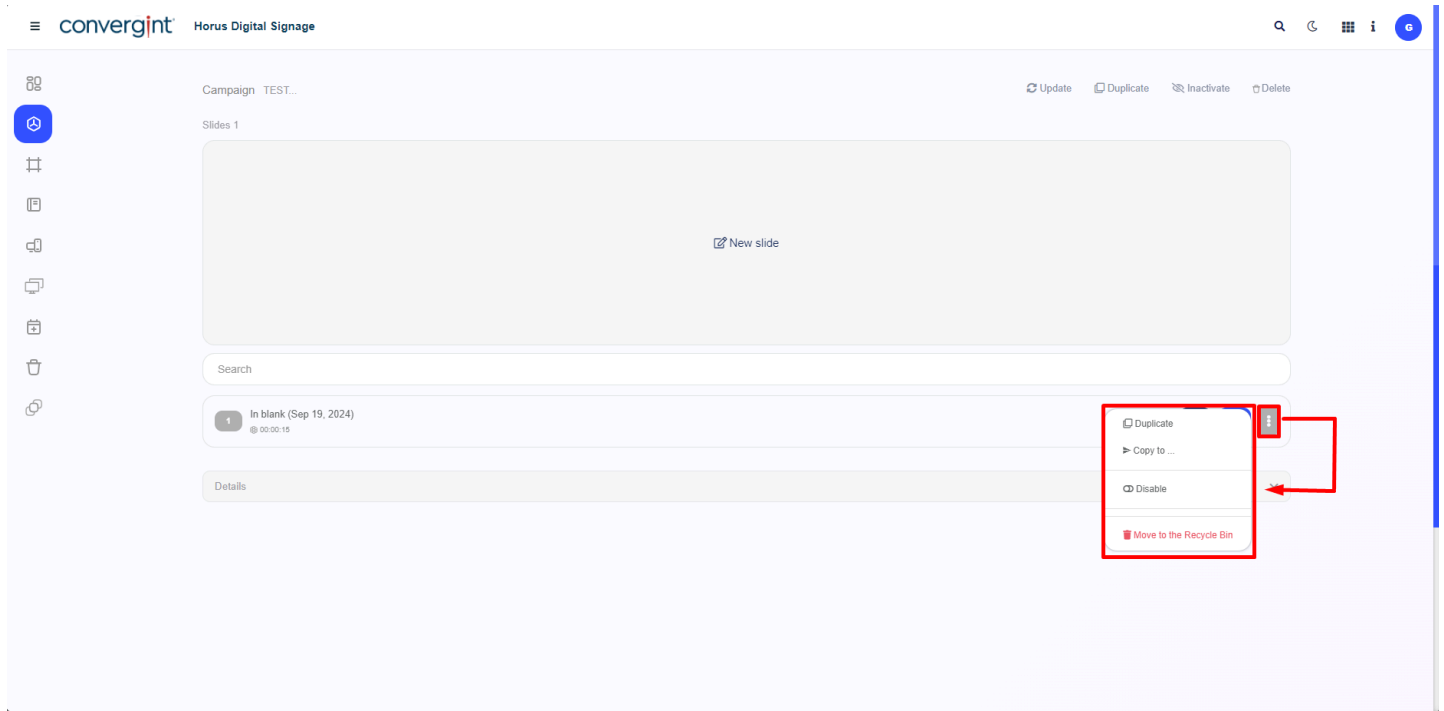 convergint Horus Digital Signage G
Campaign TEST... Update Duplicate Inactivate Delete
Slides 1
New slide
Search
1 In blank (Sep 19, 2024)
00:00:15
Duplicate
Copy to ...
Details
Disable
Move to the Recycle Bin